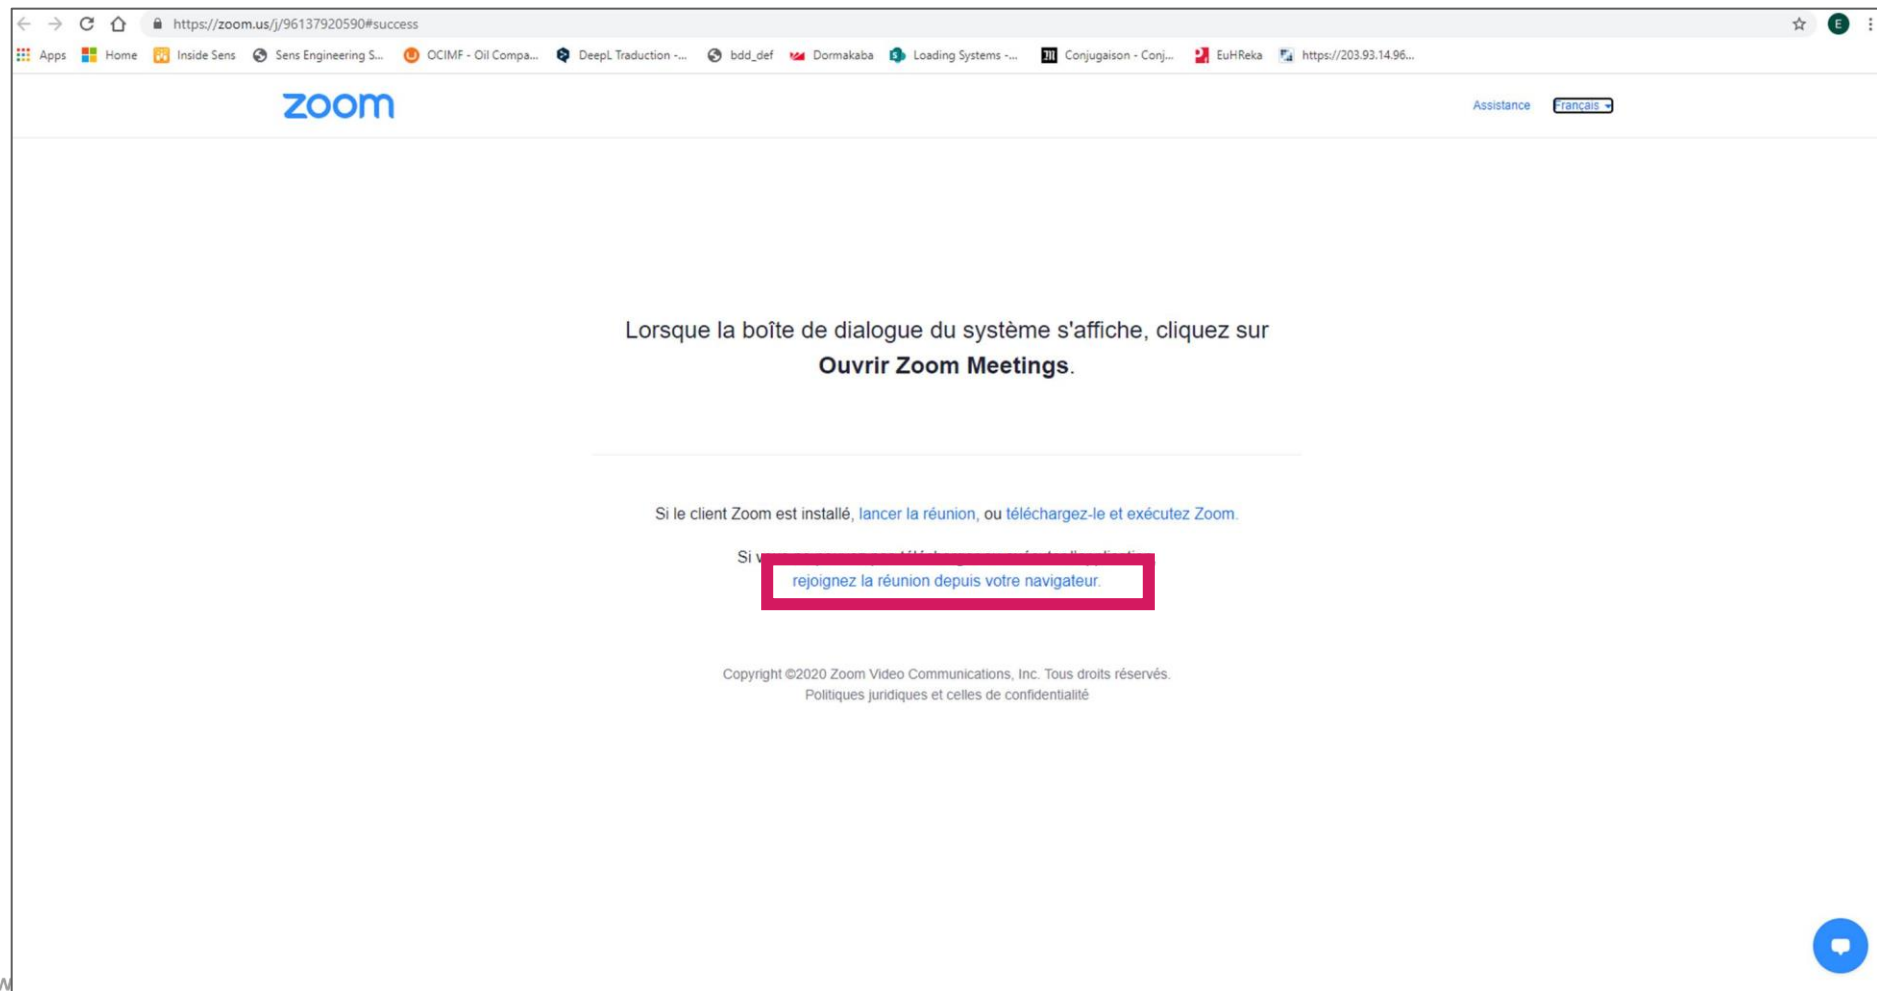 https://zoom.us/j/96137920590#success
E
Apps Home Inside Sens Sens Engineering S... OCIMF - Oil Compa... DeepL Traduction -... bdd_def Dormakaba Loading Systems -... Conjugaison - Conj... EuHReka https://203.93.14.96...
zoom
Assistance Français
Lorsque la boîte de dialogue du système s'affiche, cliquez sur
Ouvrir Zoom Meetings.
Si le client Zoom est installé, lancer la réunion, ou téléchargez-le et exécutez Zoom.
Si
rejoignez la réunion depuis votre navigateur.
Copyright ©2020 Zoom Video Communications, Inc. Tous droits réservés.
Politiques juridiques et celles de confidentialité